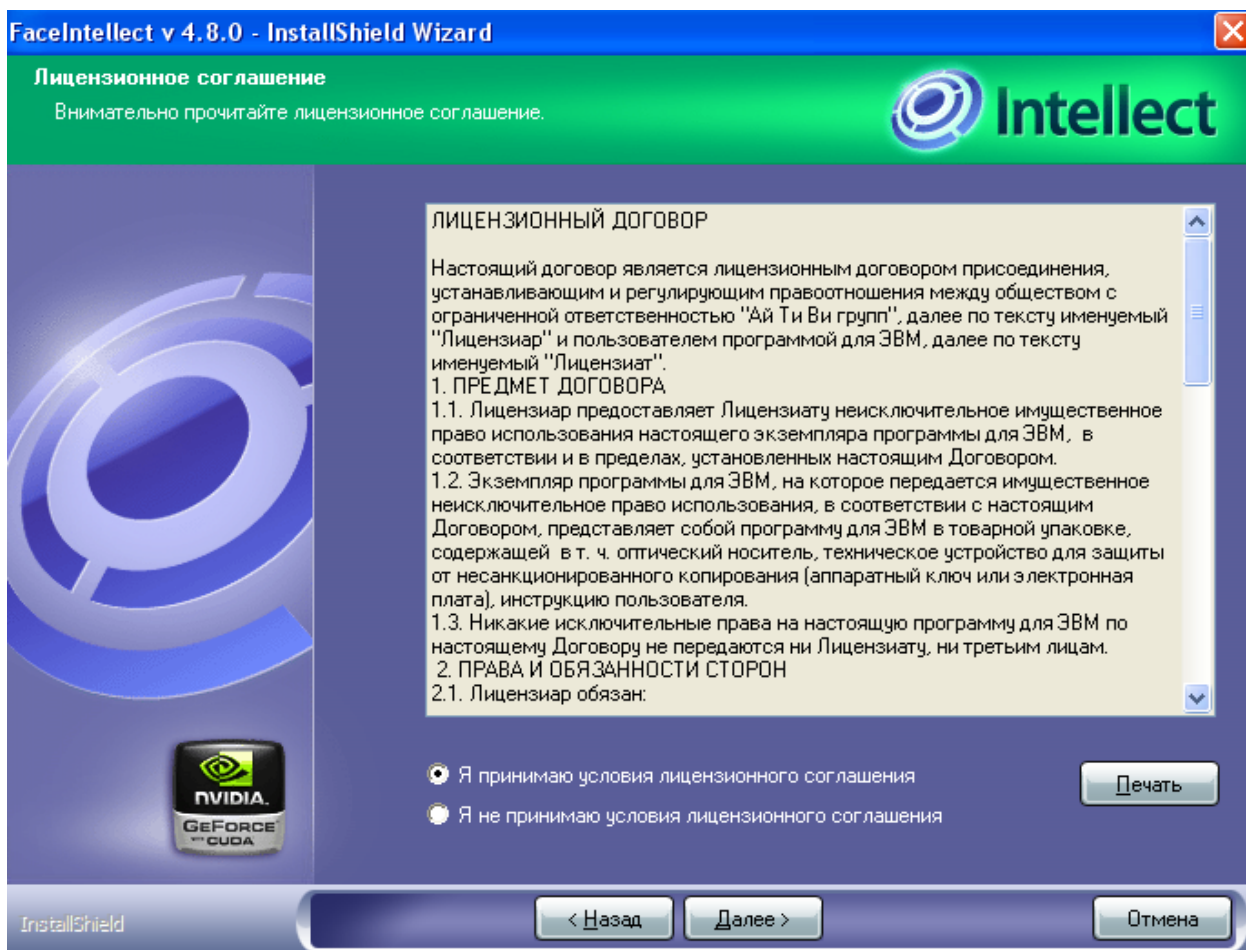 FaceIntellect v 4.8.0 - InstallShield Wizard
Лицензионное соглашение
Внимательно прочитайте лицензионное соглашение.
Intellect
ЛИЦЕНЗИОННЫЙ ДОГОВОР
Настоящий договор является лицензионным договором присоединения,
устанавливающим и регулирующим правоотношения между обществом с
ограниченной ответственностью "Ай Ти Ви групп", далее по тексту именуемый
"Лицензиар" и пользователем программой для ЭВМ, далее по тексту
именуемый "Лицензиат".
1. ПРЕДМЕТ ДОГОВОРА
1.1. Лицензиар предоставляет Лицензиату неисключительное имущественное
право использования настоящего экземпляра программы для ЭВМ, в
соответствии и в пределах, установленных настоящим Договором.
1.2. Экземпляр программы для ЭВМ, на которое передается имущественное
неисключительное право использования, в соответствии с настоящим
Договором, представляет собой программу для ЭВМ в товарной упаковке,
содержащей в т. ч. оптический носитель, техническое устройство для защиты
от несанкционированного копирования (аппаратный ключ или электронная
плата), инструкцию пользователя.
1.3. Никакие исключительные права на настоящую программу для ЭВМ по
настоящему Договору не передаются ни Лицензиату, ни третьим лицам.
2. ПРАВА И ОБЯЗАННОСТИ СТОРОН
2.1. Лицензиар обязан:
Я принимаю условия лицензионного соглашения
Я не принимаю условия лицензионного соглашения
Печать
NVIDIA.
GEFORCE
WITH CUDA
InstallShield
< Назад
Далее >
Отмена